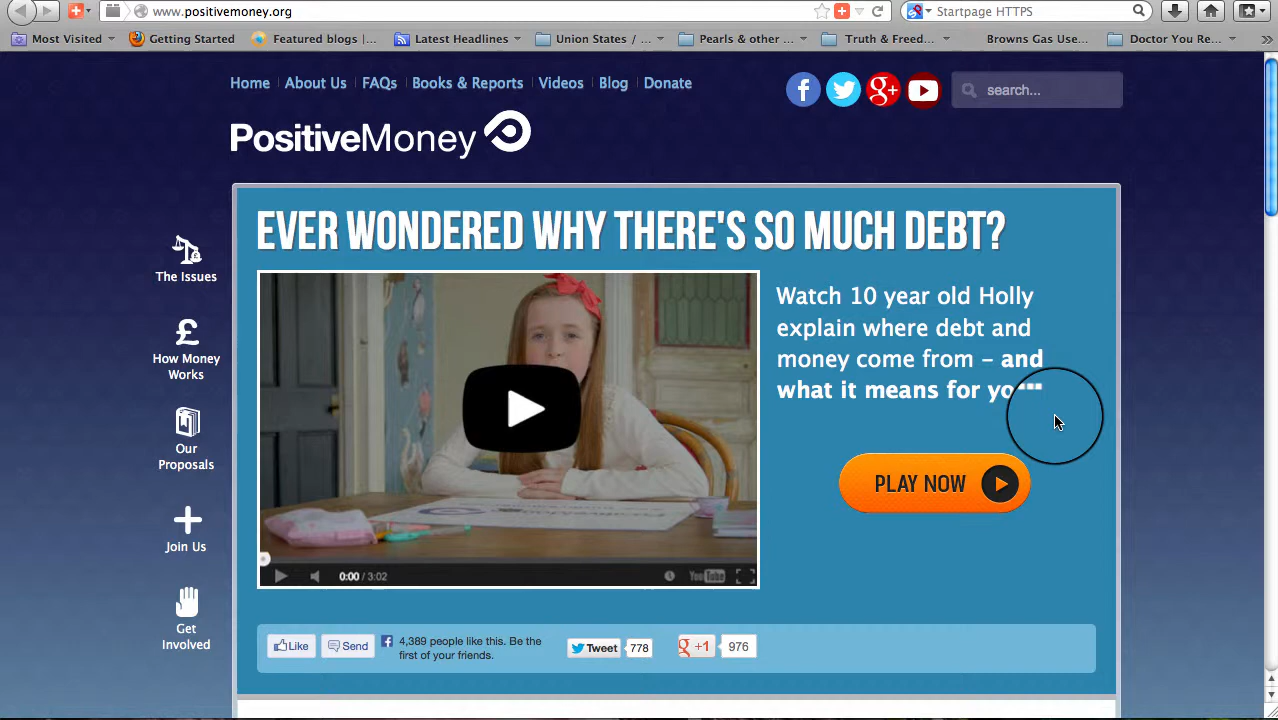 www.positivemoney.org
Startpage HTTPS
Most Visited
Getting Started
Featured blogs |...
Latest Headlines
Union States / ...
Pearls & other ...
Truth & Freed...
Browns Gas Use...
Doctor You Re...
Home
About Us
FAQs
Books & Reports
Videos
Blog
Donate
search...
PositiveMoney
The Issues
How Money
Works
Our
Proposals
Join Us
Get
Involved
EVER WONDERED WHY THERE'S SO MUCH DEBT?
Watch 10 year old Holly
explain where debt and
money come from – and
what it means for
PLAY NOW
0:00 / 3:02
YouTube
Like
Send
4,389 people like this. Be the
first of your friends.
Tweet
778
g +1
976